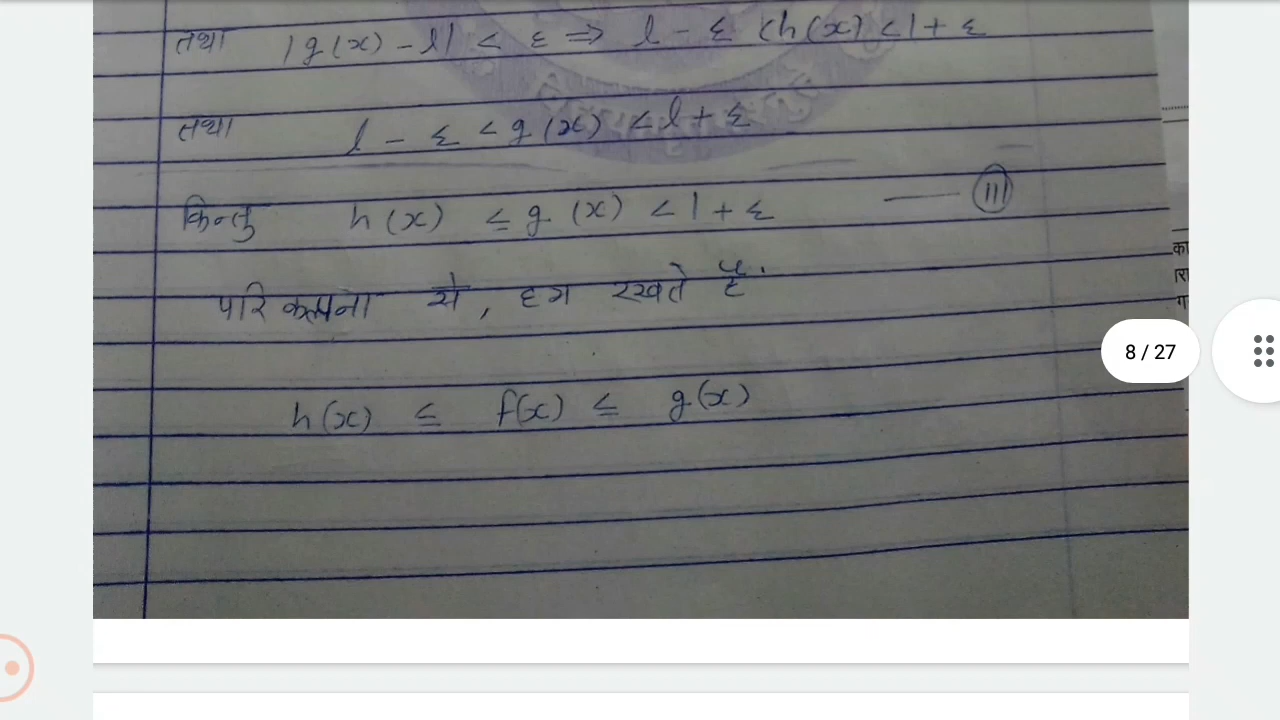 तथा |g(x) - l| < ε ⇒ l - ε < h(x) < l + ε
तथा l - ε < g(x) < l + ε
किन्तु h(x) ≤ g(x) < l + ε —— (III)
परिकल्पना से, हम रखते हैं.
h(x) ≤ f(x) ≤ g(x)
8 / 27